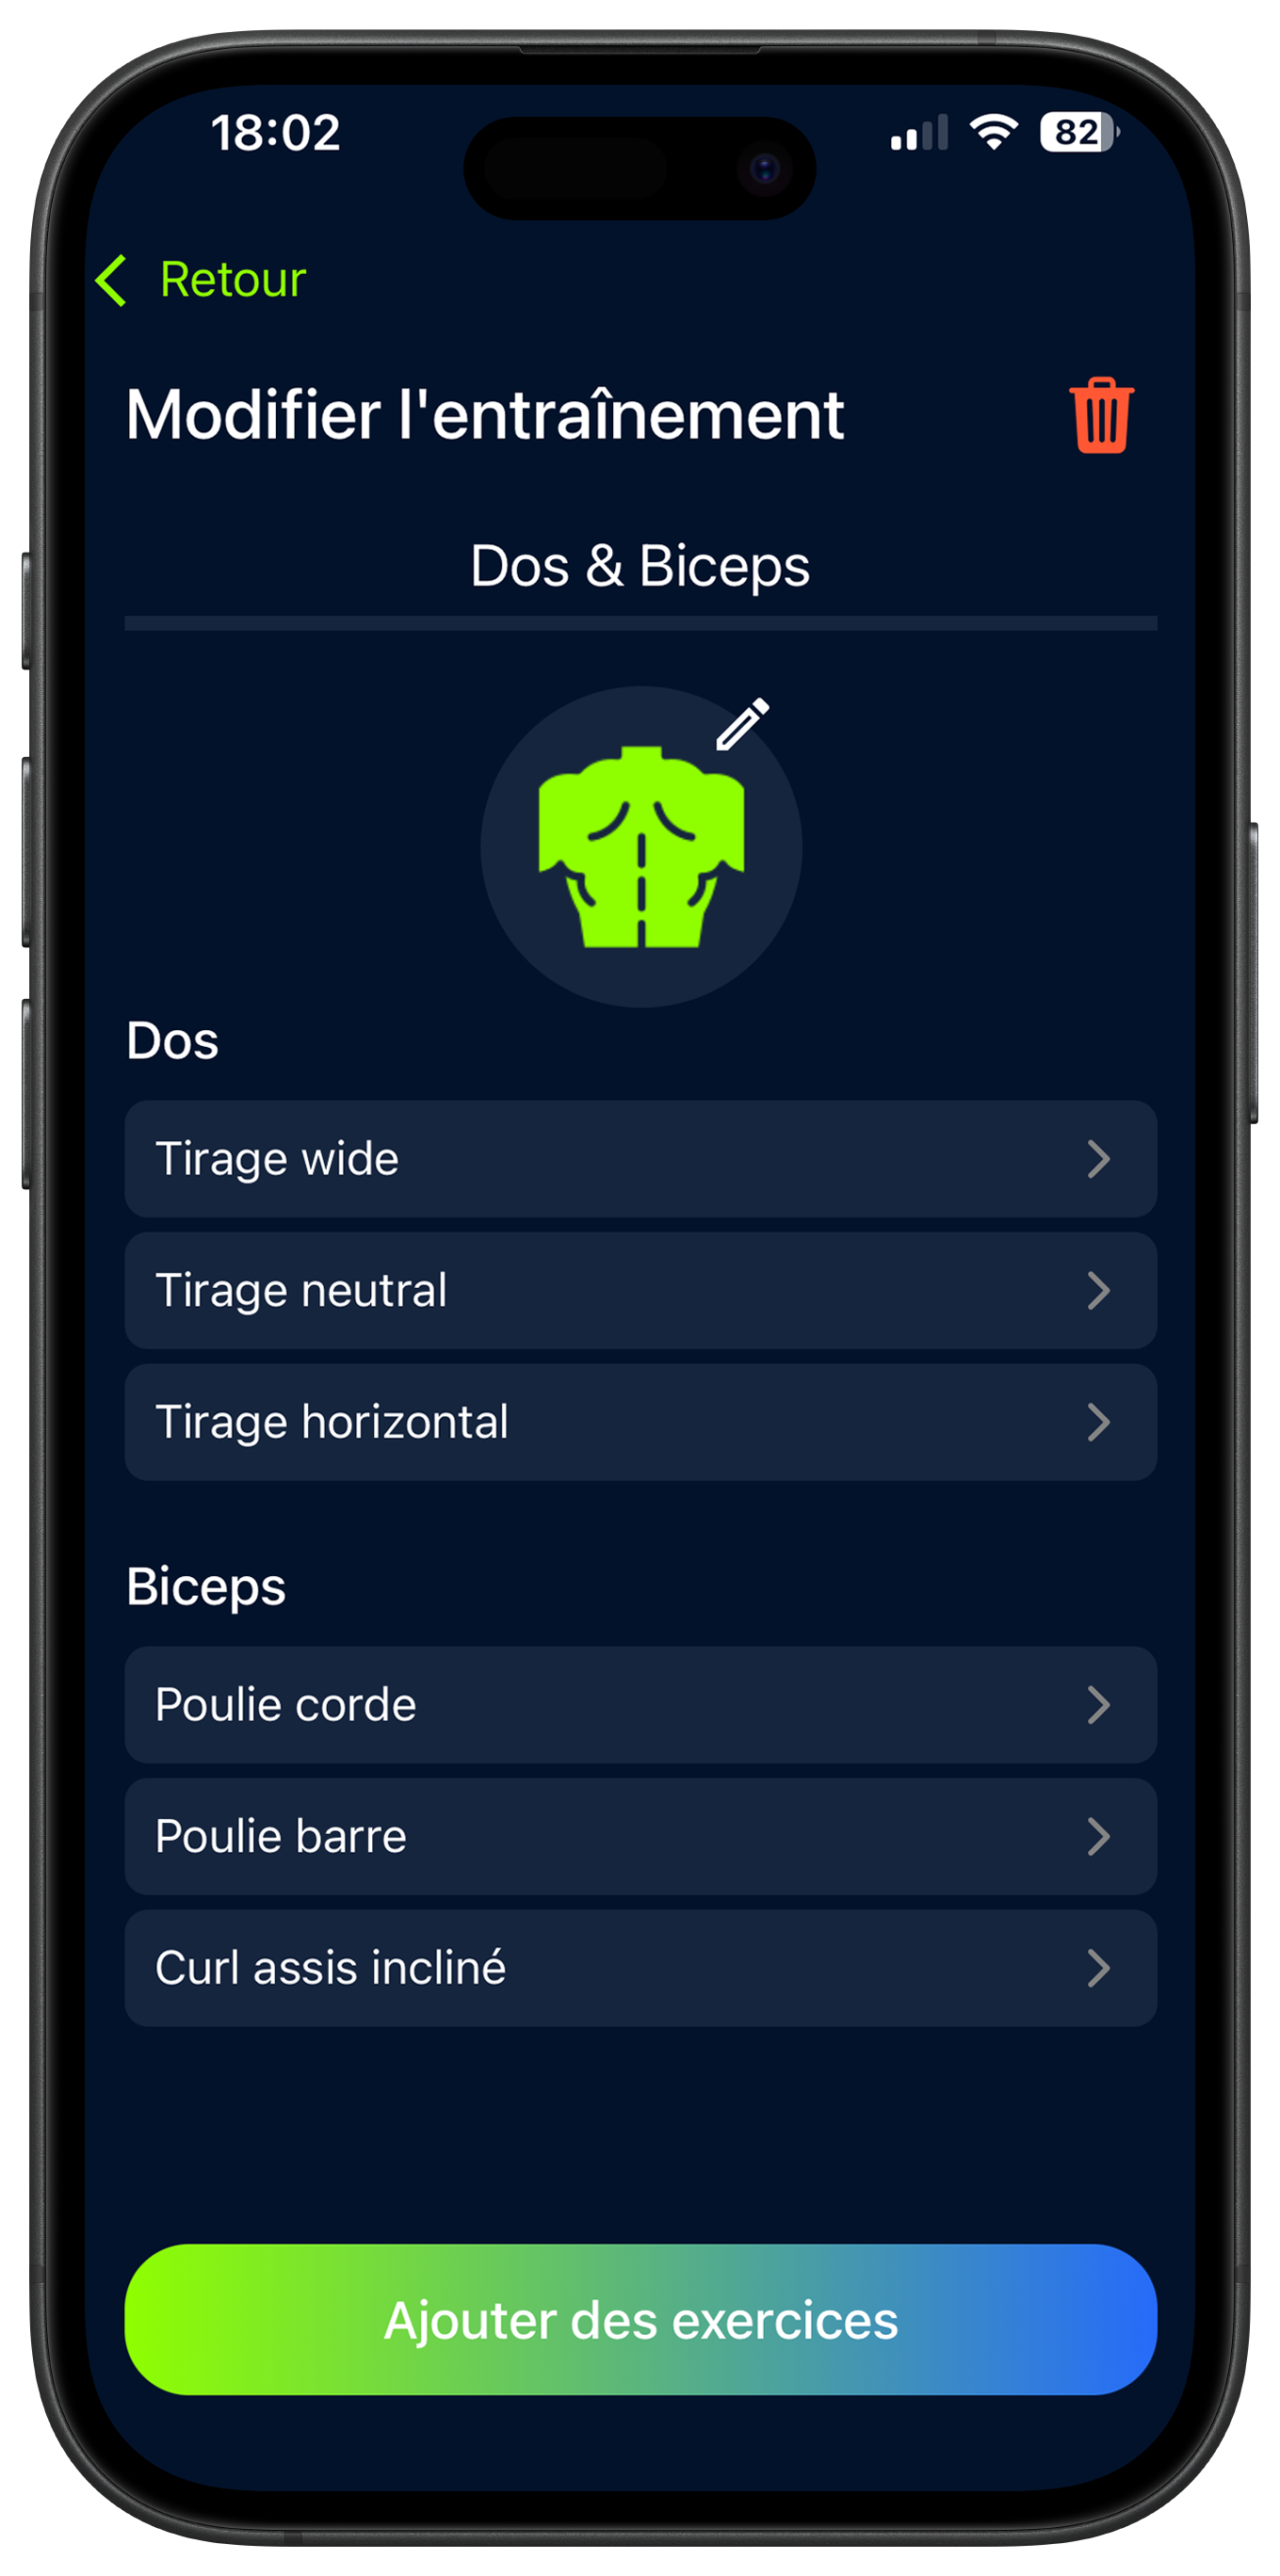 18:02
82
Retour
Modifier l'entraînement
Dos & Biceps
Dos
Tirage wide
Tirage neutral
Tirage horizontal
Biceps
Poulie corde
Poulie barre
Curl assis incliné
Ajouter des exercices